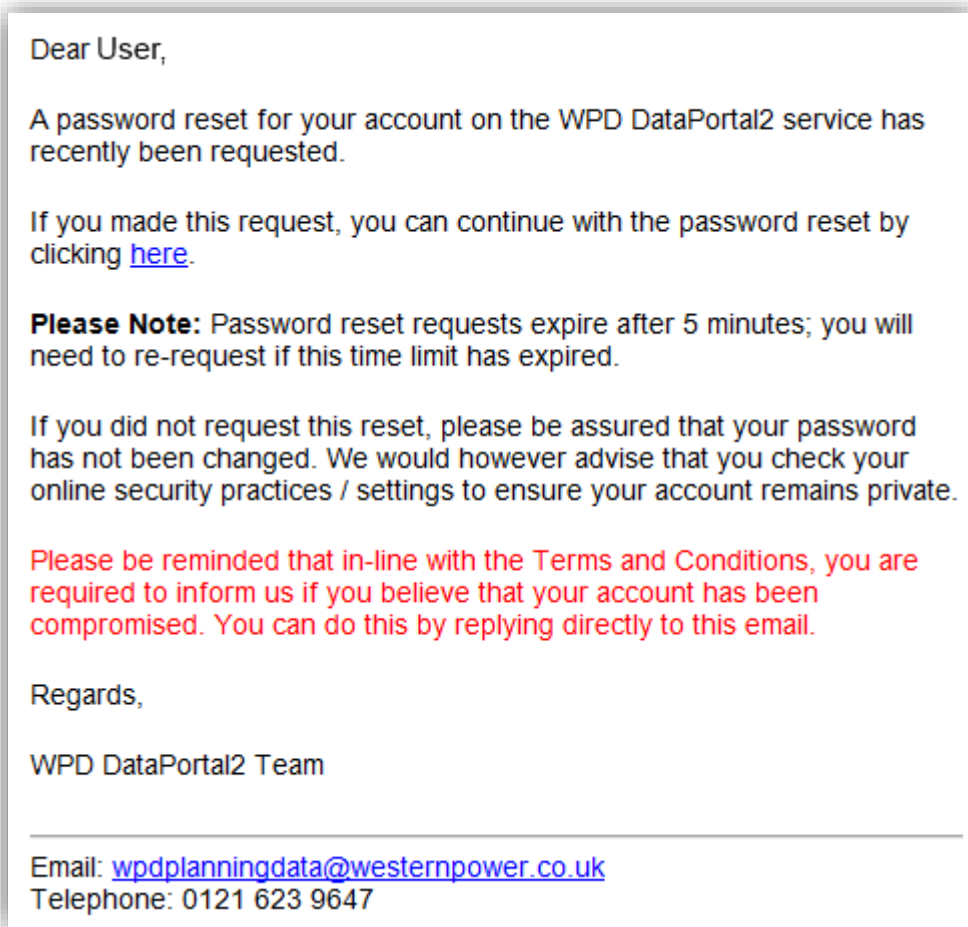 Dear User,
A password reset for your account on the WPD DataPortal2 service has
recently been requested.
If you made this request, you can continue with the password reset by
clicking here.
Please Note: Password reset requests expire after 5 minutes; you will
need to re-request if this time limit has expired.
If you did not request this reset, please be assured that your password
has not been changed. We would however advise that you check your
online security practices / settings to ensure your account remains private.
Please be reminded that in-line with the Terms and Conditions, you are
required to inform us if you believe that your account has been
compromised. You can do this by replying directly to this email.
Regards,
WPD DataPortal2 Team
Email: wpdplanningdata@westernpower.co.uk
Telephone: 0121 623 9647